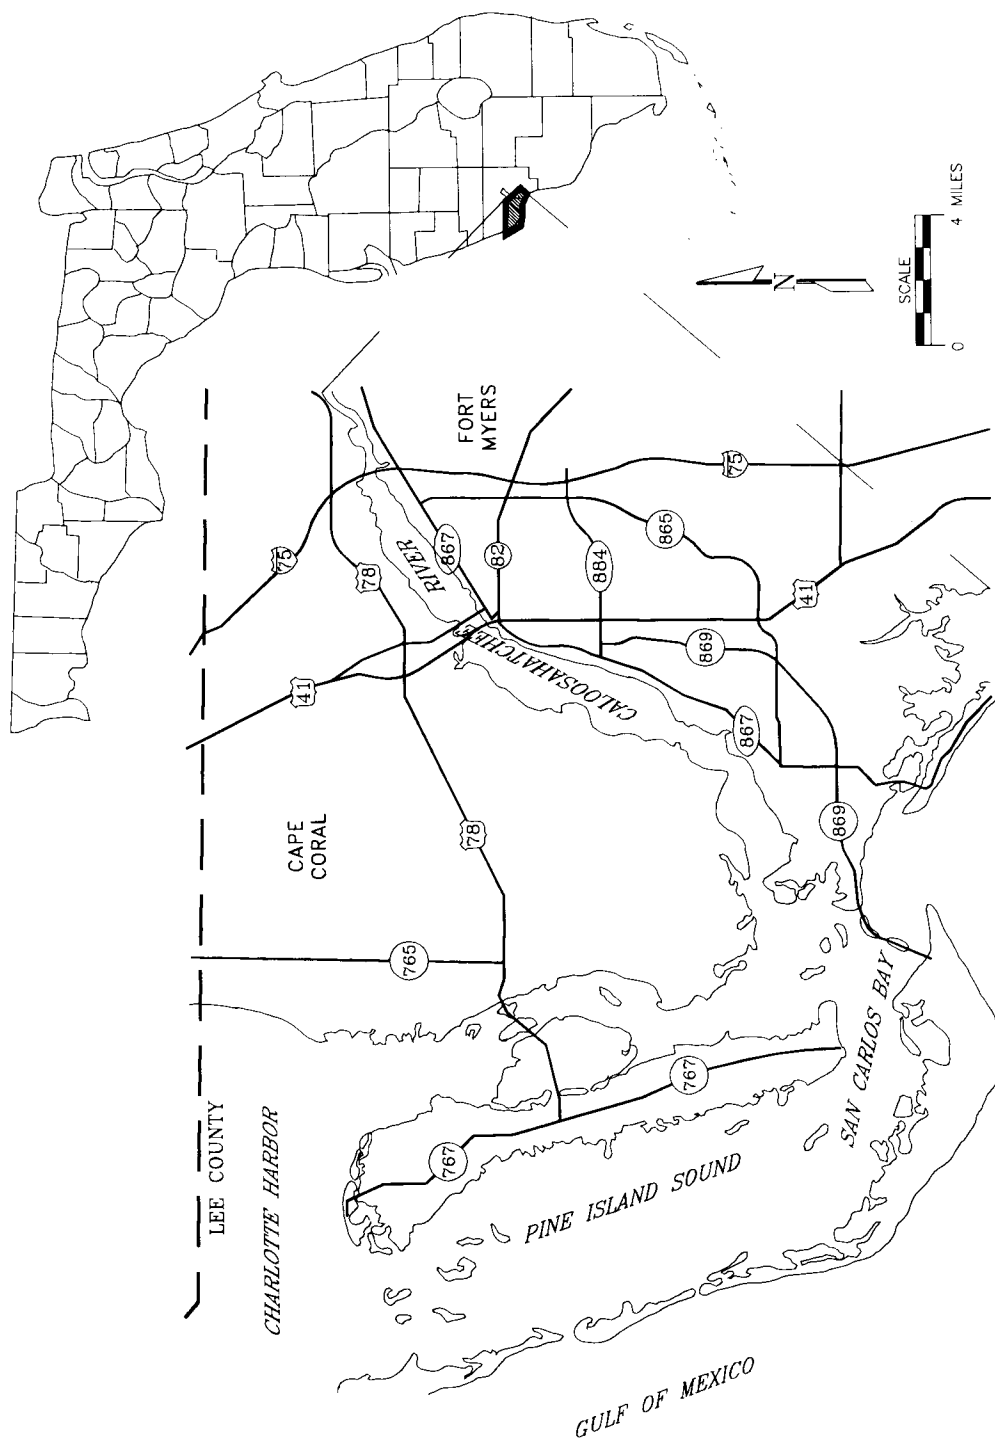 LEE COUNTY
CHARLOTTE HARBOR
75
41
78
RIVER
867
FORT
MYERS
CAPE
CORAL
765
82
78
CALOOSAHATCHEE
884
865
767
PINE ISLAND SOUND
767
869
867
75
41
869
SAN CARLOS BAY
GULF OF MEXICO
N
SCALE
0
4 MILES